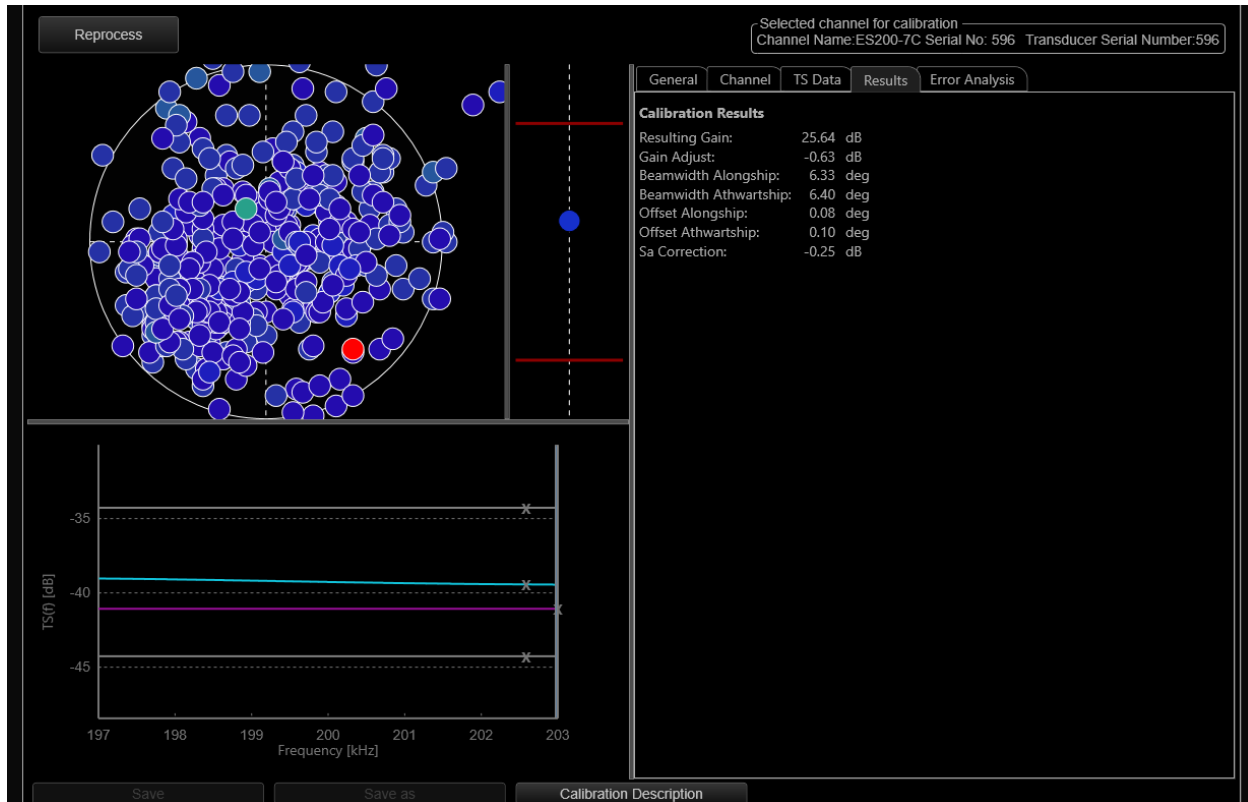 Reprocess
Selected channel for calibration
Channel Name:ES200-7C Serial No: 596 Transducer Serial Number:596
General Channel TS Data Results Error Analysis
Calibration Results
Resulting Gain: 25.64 dB
Gain Adjust: -0.63 dB
Beamwidth Alongship: 6.33 deg
Beamwidth Athwartship: 6.40 deg
Offset Alongship: 0.08 deg
Offset Athwartship: 0.10 deg
Sa Correction: -0.25 dB
TS(f) [dB]
-35
-40
-45
x
x
x
x
197 198 199 200 201 202 203
Frequency [kHz]
Save Save as Calibration Description